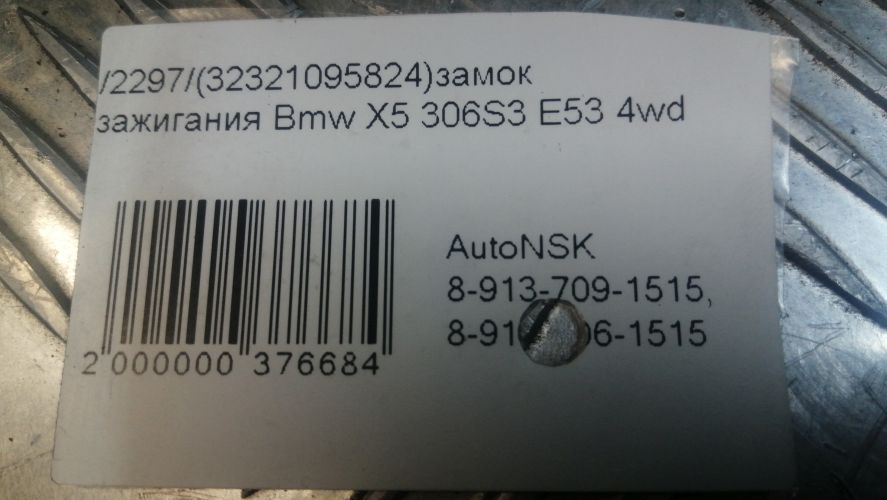 /2297/(32321095824)замок
зажигания Bmw X5 306S3 E53 4wd
AutoNSK
8-913-709-1515,
2 000000 376684